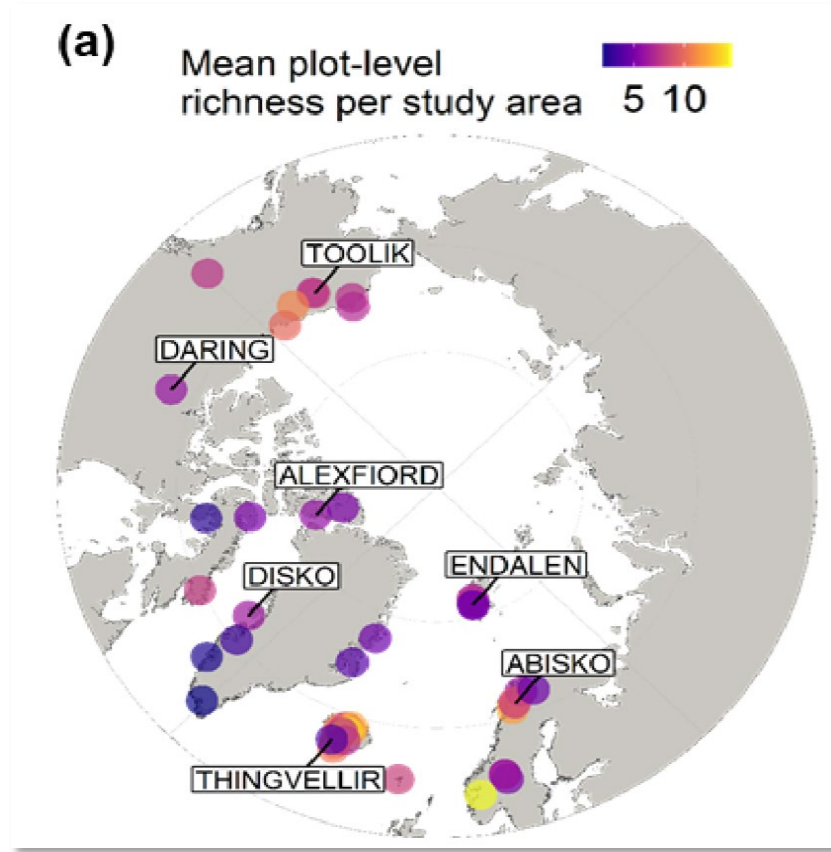 (a)
Mean plot-level
richness per study area
5 10
TOOLIK
DARING
ALEXFIORD
DISKO
ENDALEN
ABISKO
THINGVELLIR